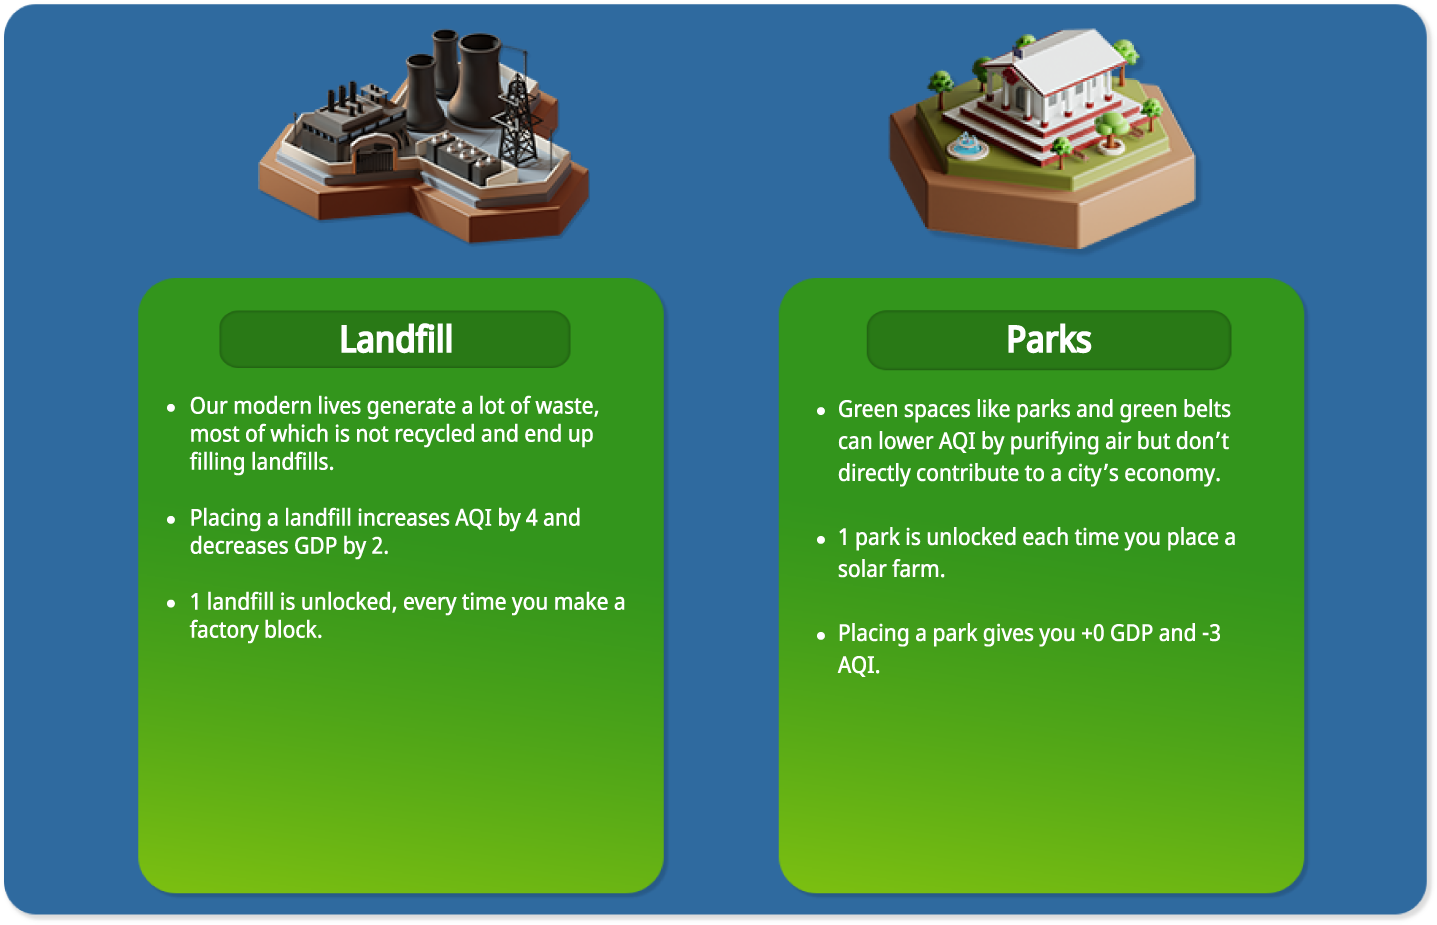 Landfill
• Our modern lives generate a lot of waste,
most of which is not recycled and end up
filling landfills.
• Placing a landfill increases AQI by 4 and
decreases GDP by 2.
• 1 landfill is unlocked, every time you make a
factory block.
Parks
• Green spaces like parks and green belts
can lower AQI by purifying air but don’t
directly contribute to a city’s economy.
• 1 park is unlocked each time you place a
solar farm.
• Placing a park gives you +0 GDP and -3
AQI.